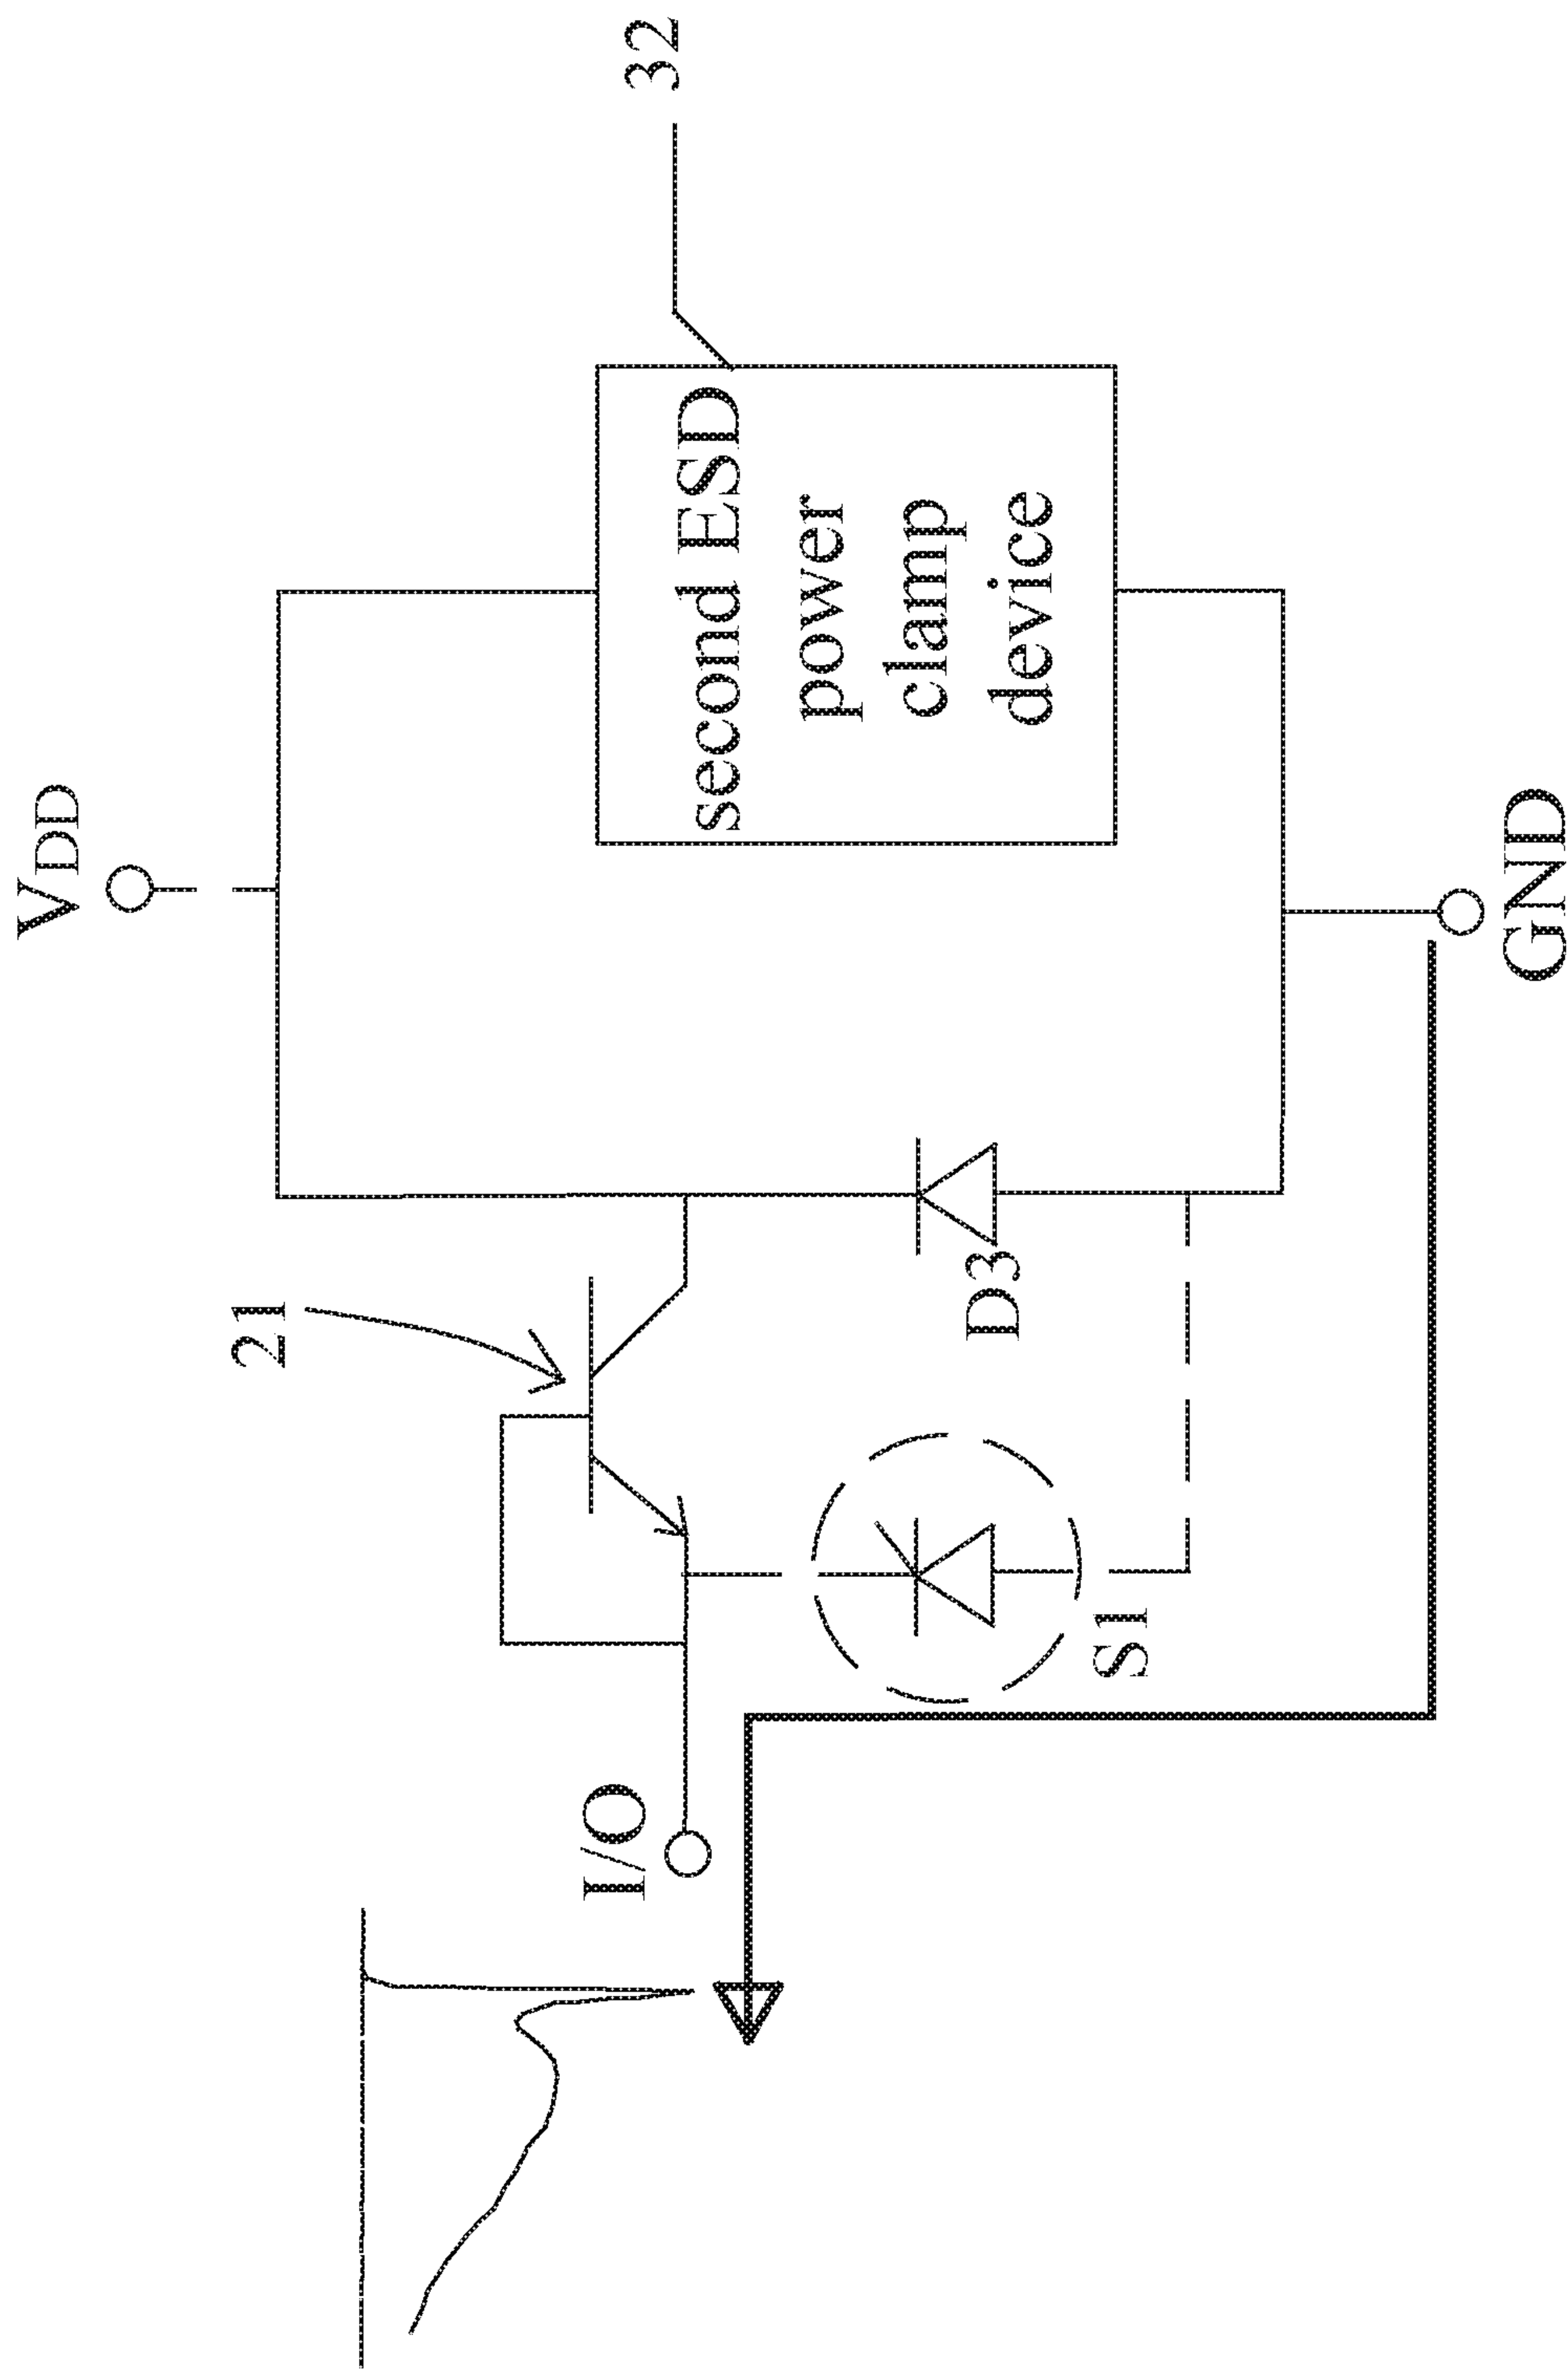 VDD
32
21
second ESD
power
clamp
device
I/O
D3
S1
GND